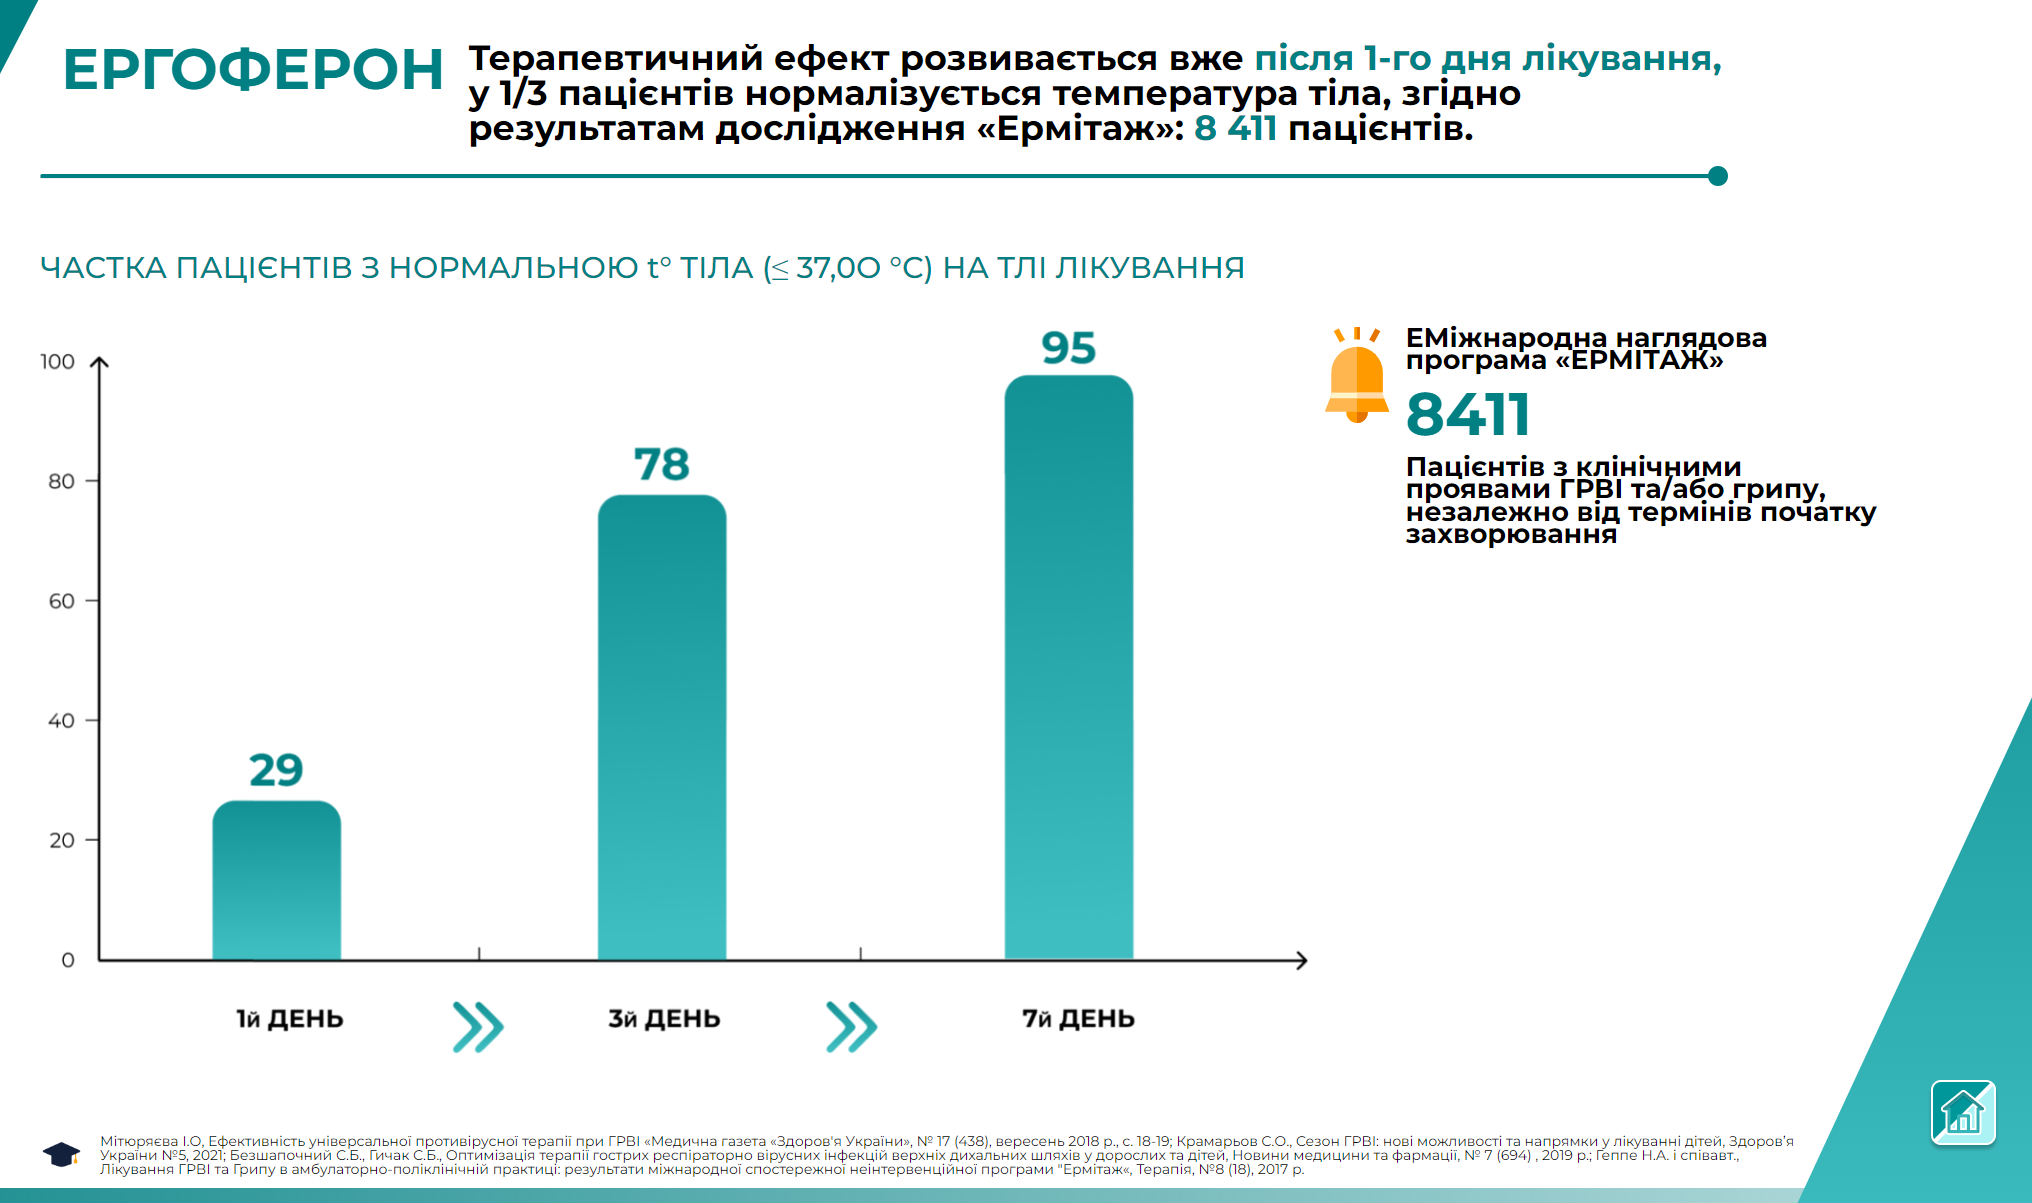 ЕРГОФЕРОН
Терапевтичний ефект розвивається вже після 1-го дня лікування,
у 1/3 пацієнтів нормалізується температура тіла, згідно
результатам дослідження «Ермітаж»: 8 411 пацієнтів.
ЧАСТКА ПАЦІЄНТІВ З НОРМАЛЬНОЮ t° ТІЛА (≤ 37,0О °С) НА ТЛІ ЛІКУВАННЯ
100
80
60
40
20
0
29
78
95
1й ДЕНЬ
3й ДЕНЬ
7й ДЕНЬ
ЕМіжнародна наглядова
програма «ЕРМІТАЖ»
8411
Пацієнтів з клінічними
проявами ГРВІ та/або грипу,
незалежно від термінів початку
захворювання
Мітюряєва І.О, Ефективність універсальної противірусної терапії при ГРВІ «Медична газета «Здоров'я України», № 17 (438), вересень 2018 р., с. 18-19; Крамарьов С.О., Сезон ГРВІ: нові можливості та напрямки у лікуванні дітей, Здоров’я
України №5, 2021; Безшапочний С.Б., Гичак С.Б., Оптимізація терапії гострих респіраторно вірусних інфекцій верхніх дихальних шляхів у дорослих та дітей, Новини медицини та фармації, № 7 (694) , 2019 р.; Геппе Н.А. і співавт.,
Лікування ГРВІ та Грипу в амбулаторно-поліклінічній практиці: результати міжнародної спостережної неінтервенційної програми "Ермітаж«, Терапія, №8 (18), 2017 р.